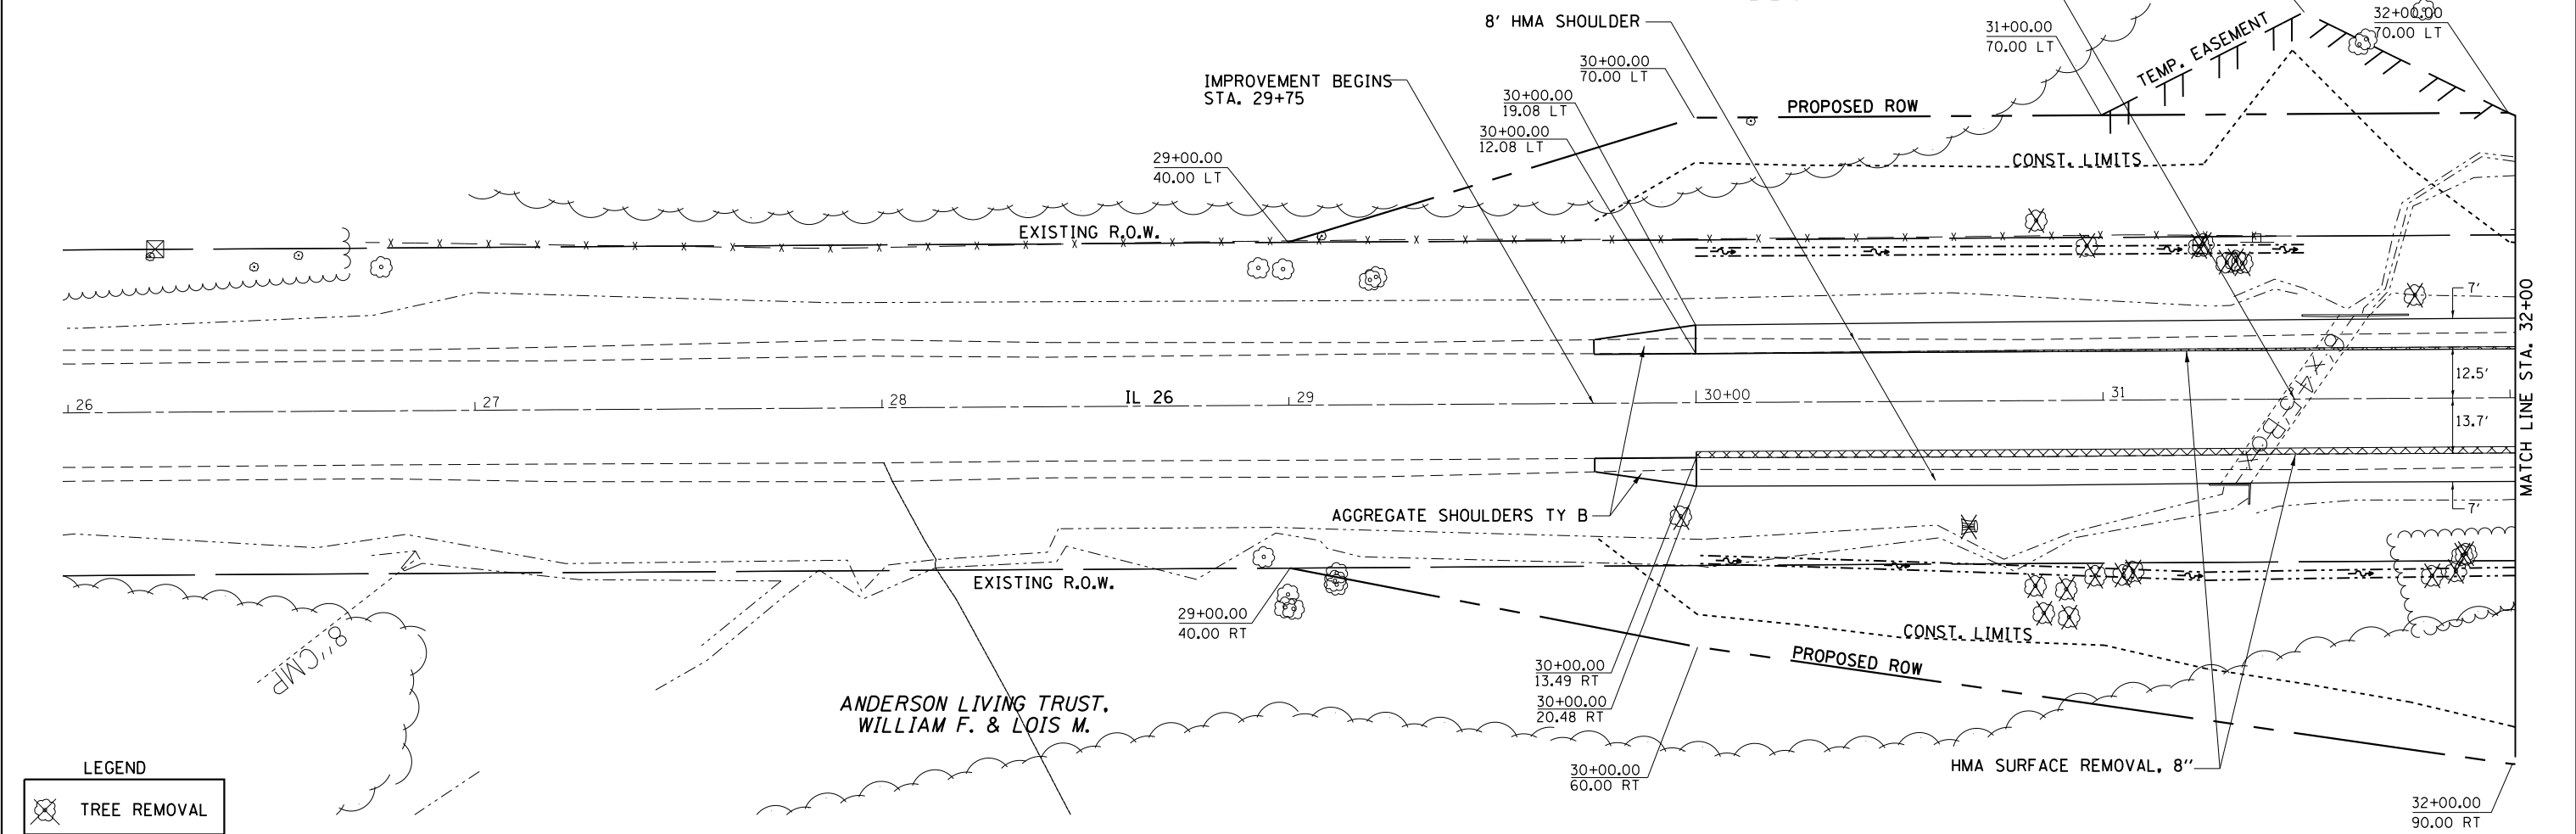 8' HMA SHOULDER
32+00.00
70.00 LT
31+00.00
70.00 LT
TEMP. EASEMENT
30+00.00
70.00 LT
IMPROVEMENT BEGINS
STA. 29+75
30+00.00
19.08 LT
PROPOSED ROW
30+00.00
12.08 LT
29+00.00
40.00 LT
CONST. LIMITS
EXISTING R.O.W.
7'
12.5'
26
27
28
IL 26
29
30+00
31
13.7'
MATCH LINE STA. 32+00
7'
AGGREGATE SHOULDERS TY B
EXISTING R.O.W.
29+00.00
40.00 RT
CONST. LIMITS
8"CMP
PROPOSED ROW
30+00.00
13.49 RT
30+00.00
20.48 RT
ANDERSON LIVING TRUST,
WILLIAM F. & LOIS M.
30+00.00
60.00 RT
HMA SURFACE REMOVAL, 8"
LEGEND
TREE REMOVAL
32+00.00
90.00 RT